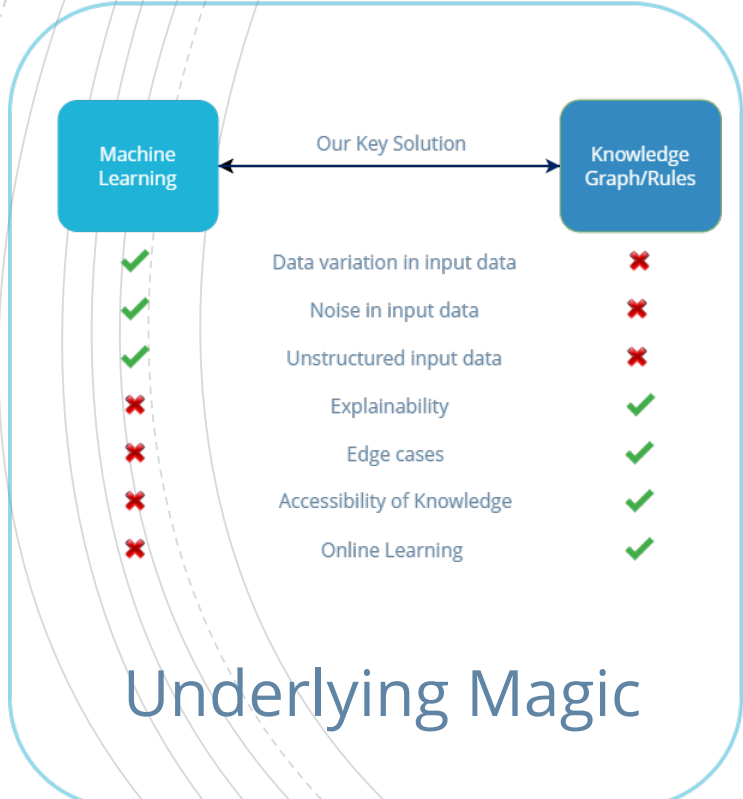 Machine
Learning
Our Key Solution
Knowledge
Graph/Rules
Data variation in input data
Noise in input data
Unstructured input data
Explainability
Edge cases
Accessibility of Knowledge
Online Learning
Underlying Magic